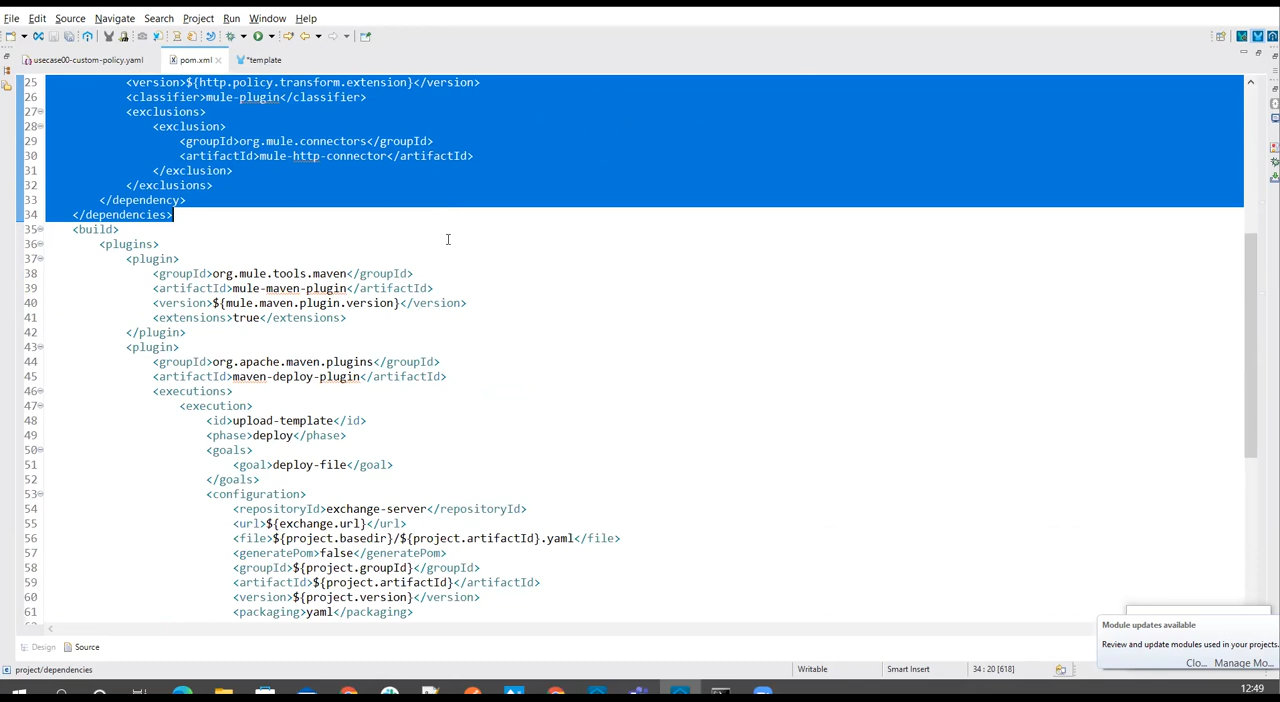 File Edit Source Navigate Search Project Run Window Help
usecase00-custom-policy.yaml pom.xml *template
25 <version>${http.policy.transform.extension}</version>
26 <classifier>mule-plugin</classifier>
27 <exclusions>
28 <exclusion>
29 <groupId>org.mule.connectors</groupId>
30 <artifactId>mule-http-connector</artifactId>
31 </exclusion>
32 </exclusions>
33 </dependency>
34 </dependencies>
35 <build>
36 <plugins>
37 <plugin>
38 <groupId>org.mule.tools.maven</groupId>
39 <artifactId>mule-maven-plugin</artifactId>
40 <version>${mule.maven.plugin.version}</version>
41 <extensions>true</extensions>
42 </plugin>
43 <plugin>
44 <groupId>org.apache.maven.plugins</groupId>
45 <artifactId>maven-deploy-plugin</artifactId>
46 <executions>
47 <execution>
48 <id>upload-template</id>
49 <phase>deploy</phase>
50 <goals>
51 <goal>deploy-file</goal>
52 </goals>
53 <configuration>
54 <repositoryId>exchange-server</repositoryId>
55 <url>${exchange.url}</url>
56 <file>${project.basedir}/${project.artifactId}.yaml</file>
57 <generatePom>false</generatePom>
58 <groupId>${project.groupId}</groupId>
59 <artifactId>${project.artifactId}</artifactId>
60 <version>${project.version}</version>
61 <packaging>yaml</packaging>
Module updates available
Review and update modules used in your projects.
Clo... Manage Mo...
Design Source
project/dependencies Writable Smart Insert 34 : 20 [618]
12:49